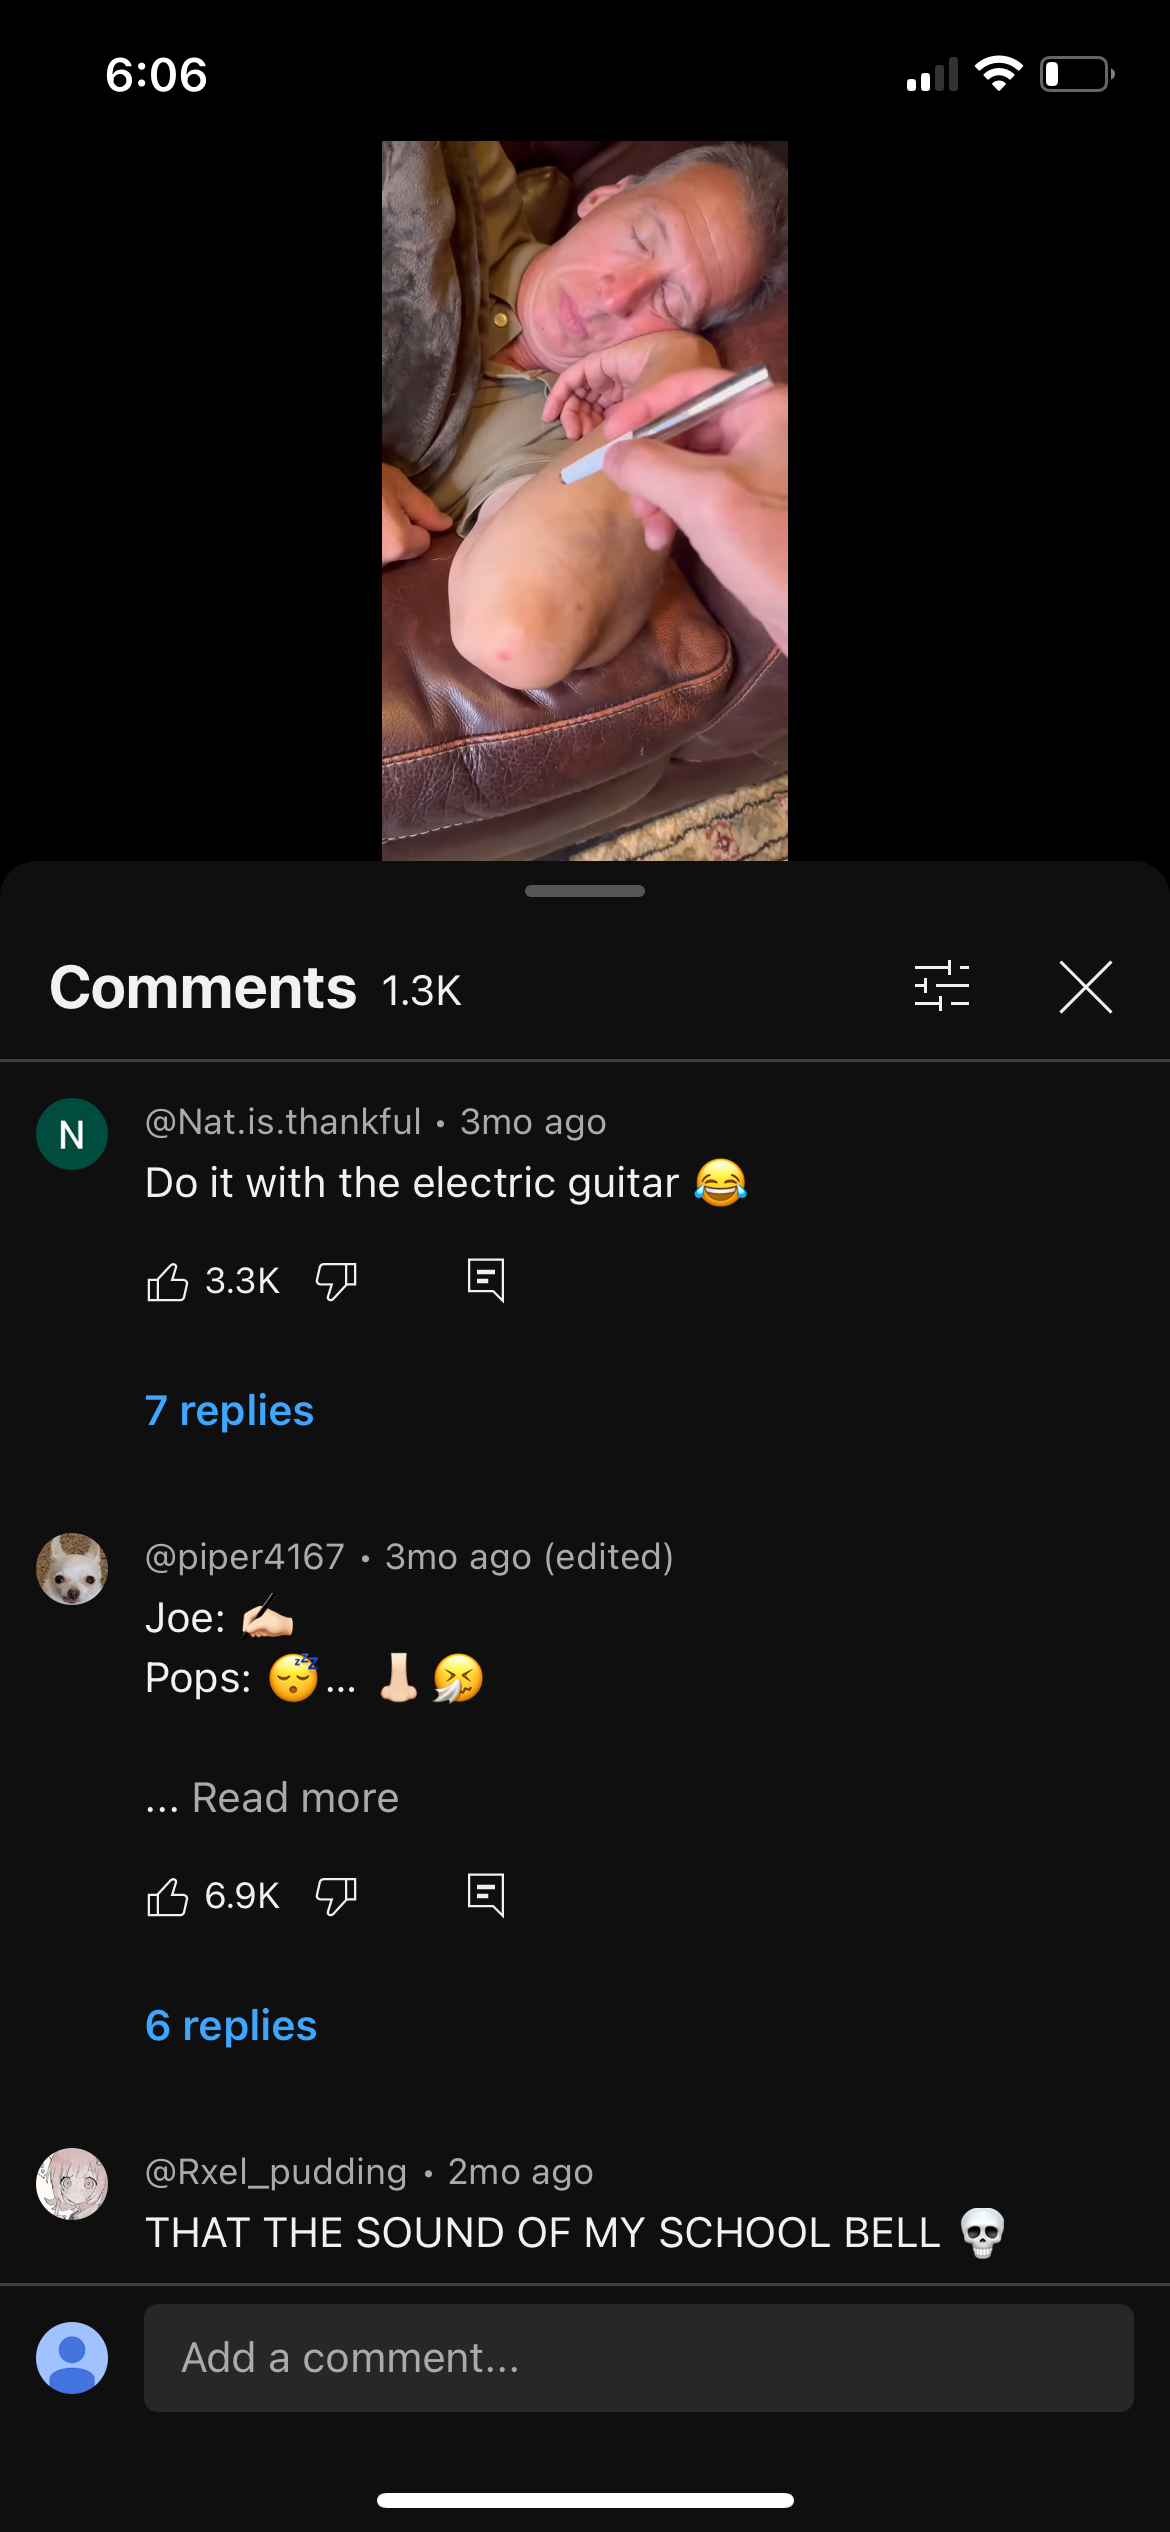 6:06
Comments 1.3K
N
@Nat.is.thankful • 3mo ago
Do it with the electric guitar 😂
3.3K
7 replies
@piper4167 • 3mo ago (edited)
Joe: ✍🏻
Pops: 😴... 👃🏻🤧
... Read more
6.9K
6 replies
@Rxel_pudding • 2mo ago
THAT THE SOUND OF MY SCHOOL BELL 💀
Add a comment...